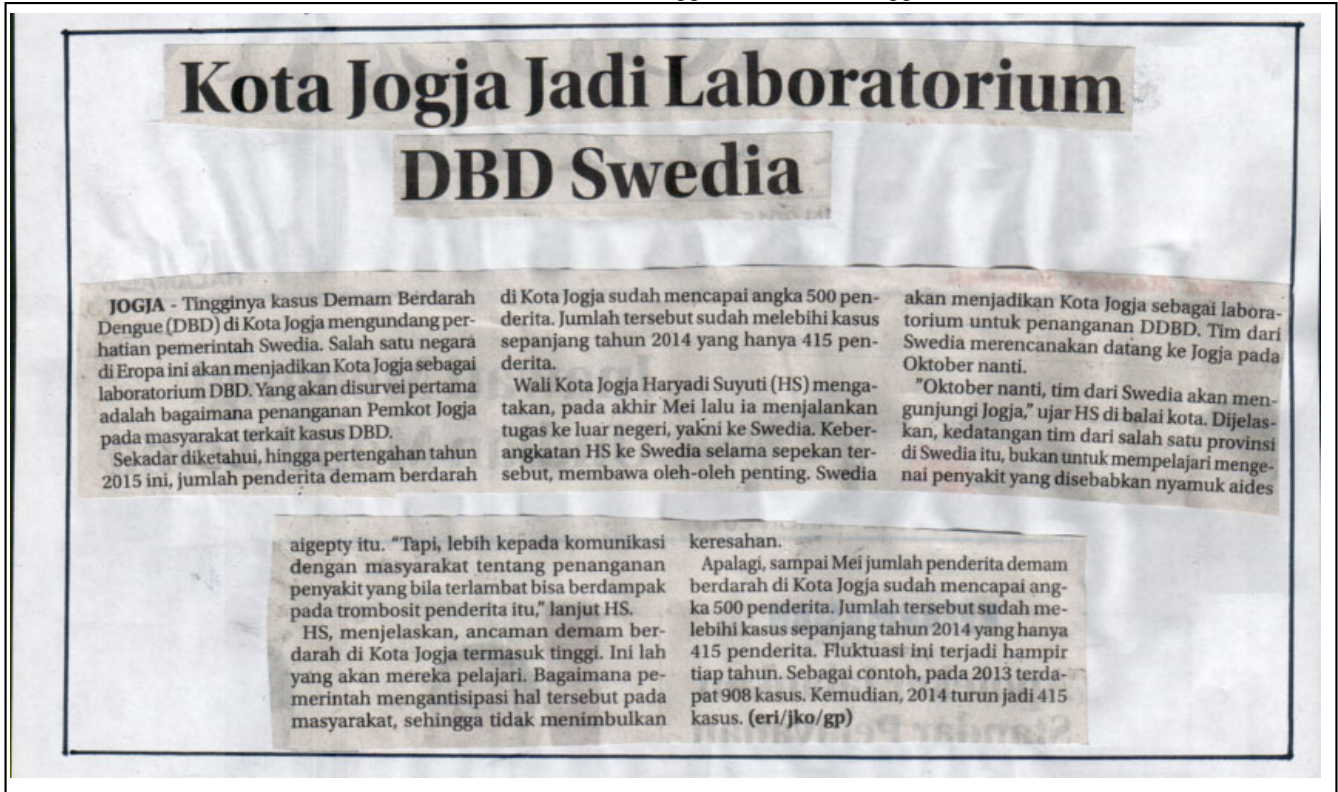 Kota Jogja Jadi Laboratorium
DBD Swedia
JOGJA - Tingginya kasus Demam Berdarah
Dengue (DBD) di Kota Jogja mengundang per-
hatian pemerintah Swedia. Salah satu negara
di Eropa ini akan menjadikan Kota Jogja sebagai
laboratorium DBD. Yang akan disurvei pertama
adalah bagaimana penanganan Pemkot Jogja
pada masyarakat terkait kasus DBD.
Sekadar diketahui, hingga pertengahan tahun
2015 ini, jumlah penderita demam berdarah
di Kota Jogja sudah mencapai angka 500 pen-
derita. Jumlah tersebut sudah melebihi kasus
sepanjang tahun 2014 yang hanya 415 pen-
derita.
Wali Kota Jogja Haryadi Suyuti (HS) menga-
takan, pada akhir Mei lalu ia menjalankan
tugas ke luar negeri, yakni ke Swedia. Keber-
angkatan HS ke Swedia selama sepekan ter-
sebut, membawa oleh-oleh penting. Swedia
akan menjadikan Kota Jogja sebagai labora-
torium untuk penanganan DDBD. Tim dari
Swedia merencanakan datang ke Jogja pada
Oktober nanti.
"Oktober nanti, tim dari Swedia akan men-
gunjungi Jogja," ujar HS di balai kota. Dijelas-
kan, kedatangan tim dari salah satu provinsi
di Swedia itu, bukan untuk mempelajari menge-
nai penyakit yang disebabkan nyamuk aides
aigepty itu. "Tapi, lebih kepada komunikasi
dengan masyarakat tentang penanganan
penyakit yang bila terlambat bisa berdampak
pada trombosit penderita itu," lanjut HS.
HS, menjelaskan, ancaman demam ber-
darah di Kota Jogja termasuk tinggi. Ini lah
yang akan mereka pelajari. Bagaimana pe-
merintah mengantisipasi hal tersebut pada
masyarakat, sehingga tidak menimbulkan
keresahan.
Apalagi, sampai Mei jumlah penderita demam
berdarah di Kota Jogja sudah mencapai ang-
ka 500 penderita. Jumlah tersebut sudah me-
lebihi kasus sepanjang tahun 2014 yang hanya
415 penderita. Fluktuasi ini terjadi hampir
tiap tahun. Sebagai contoh, pada 2013 terda-
pat 908 kasus. Kemudian, 2014 turun jadi 415
kasus. (eri/jko/gp)